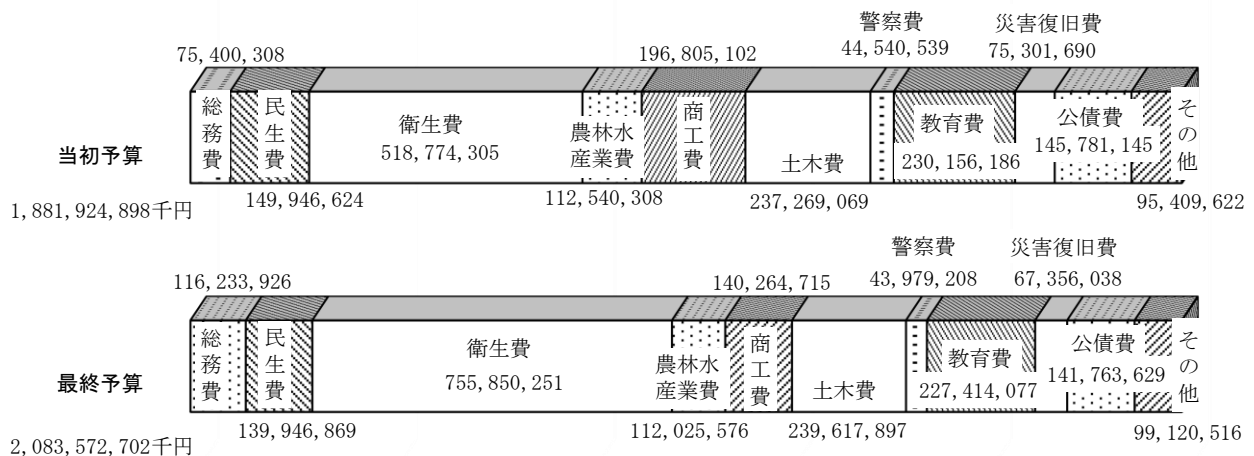 警察費 災害復旧費
75,400,308 196,805,102 44,540,539 75,301,690
総務費
民生費
衛生費
518,774,305
農林水
産業費
商工費
土木費
教育費
230,156,186
公債費
145,781,145
その他
当初予算
1,881,924,898千円
149,946,624 112,540,308 237,269,069 95,409,622
警察費 災害復旧費
116,233,926 140,264,715 43,979,208 67,356,038
総務費
民生費
衛生費
755,850,251
農林水
産業費
商工費
土木費
教育費
227,414,077
公債費
141,763,629
その他
最終予算
2,083,572,702千円
139,946,869 112,025,576 239,617,897 99,120,516